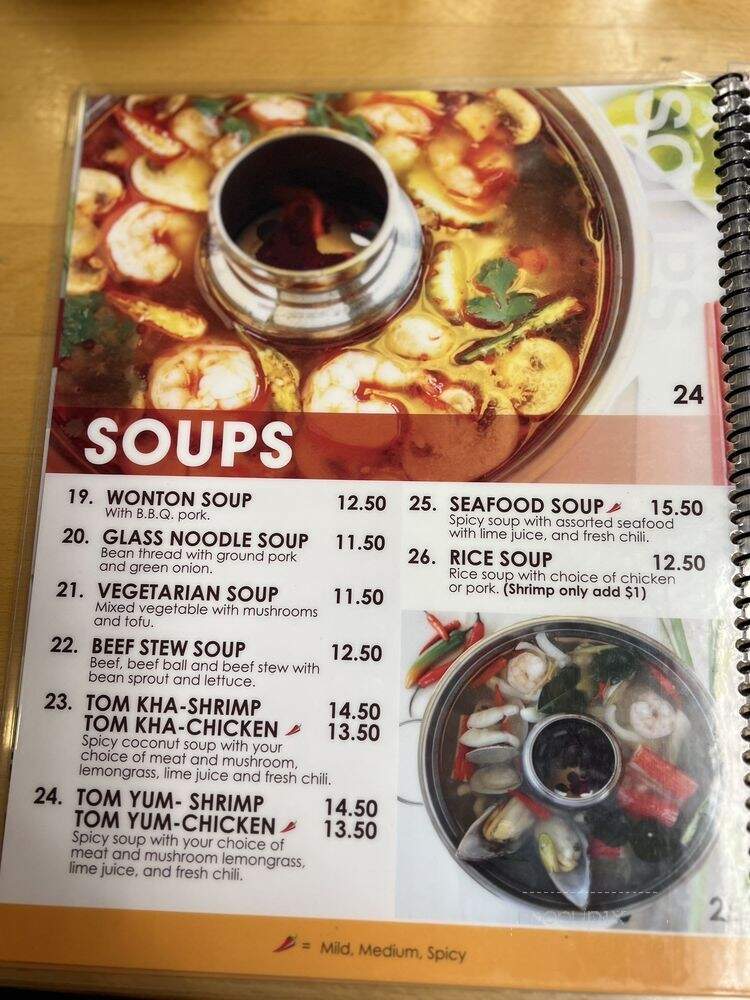 24
SOUPS
19. WONTON SOUP 12.50
With B.B.Q. pork.
20. GLASS NOODLE SOUP 11.50
Bean thread with ground pork
and green onion.
21. VEGETARIAN SOUP 11.50
Mixed vegetable with mushrooms
and tofu.
22. BEEF STEW SOUP 12.50
Beef, beef ball and beef stew with
bean sprout and lettuce.
23. TOM KHA-SHRIMP 14.50
TOM KHA-CHICKEN 13.50
Spicy coconut soup with your
choice of meat and mushroom,
lemongrass, lime juice and fresh chili.
24. TOM YUM- SHRIMP 14.50
TOM YUM-CHICKEN 13.50
Spicy soup with your choice of
meat and mushroom lemongrass,
lime juice, and fresh chili.
25. SEAFOOD SOUP 15.50
Spicy soup with assorted seafood
with lime juice, and fresh chili.
26. RICE SOUP 12.50
Rice soup with choice of chicken
or pork. (Shrimp only add $1)
= Mild, Medium, Spicy